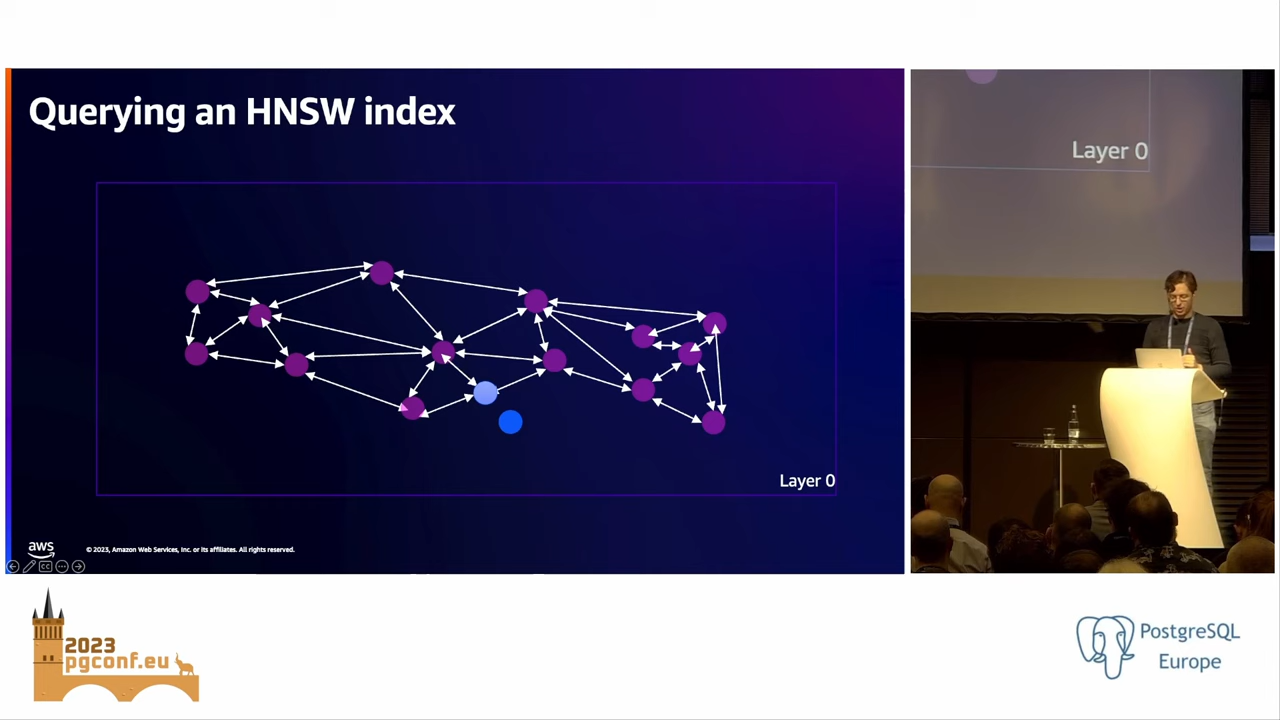 Querying an HNSW index
Layer 0
Layer 0
aws
© 2023, Amazon Web Services, Inc. or its affiliates. All rights reserved.
CC
2023
pgconf.eu
PostgreSQL
Europe